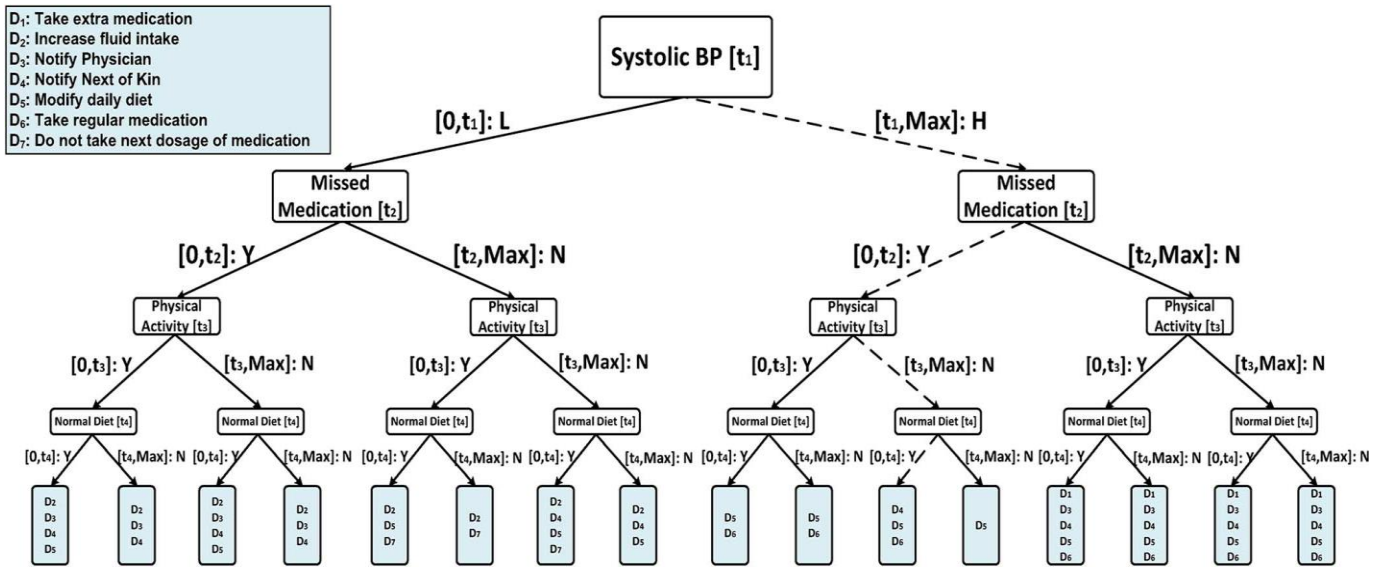 D₁: Take extra medication
D₂: Increase fluid intake
D₃: Notify Physician
D₄: Notify Next of Kin
D₅: Modify daily diet
D₆: Take regular medication
D₇: Do not take next dosage of medication
Systolic BP [t₁]
[0,t₁]: L
[t₁,Max]: H
Missed
Medication [t₂]
Missed
Medication [t₂]
[0,t₂]: Y
[t₂,Max]: N
[0,t₂]: Y
[t₂,Max]: N
Physical
Activity [t₃]
Physical
Activity [t₃]
Physical
Activity [t₃]
Physical
Activity [t₃]
[0,t₃]: Y
[t₃,Max]: N
[0,t₃]: Y
[t₃,Max]: N
[0,t₃]: Y
[t₃,Max]: N
[0,t₃]: Y
[t₃,Max]: N
Normal Diet [t₄]
Normal Diet [t₄]
Normal Diet [t₄]
Normal Diet [t₄]
Normal Diet [t₄]
Normal Diet [t₄]
Normal Diet [t₄]
Normal Diet [t₄]
[0,t₄]: Y
[t₄,Max]: N
[0,t₄]: Y
[t₄,Max]: N
[0,t₄]: Y
[t₄,Max]: N
[0,t₄]: Y
[t₄,Max]: N
[0,t₄]: Y
[t₄,Max]: N
[0,t₄]: Y
[t₄,Max]: N
[0,t₄]: Y
[t₄,Max]: N
[0,t₄]: Y
[t₄,Max]: N
D₂
D₃
D₄
D₅
D₂
D₃
D₄
D₂
D₃
D₄
D₅
D₂
D₃
D₄
D₂
D₅
D₇
D₂
D₇
D₂
D₄
D₅
D₇
D₂
D₄
D₅
D₅
D₆
D₅
D₆
D₄
D₅
D₆
D₅
D₁
D₃
D₄
D₅
D₆
D₁
D₃
D₄
D₅
D₆
D₁
D₃
D₄
D₅
D₆
D₁
D₃
D₄
D₅
D₆